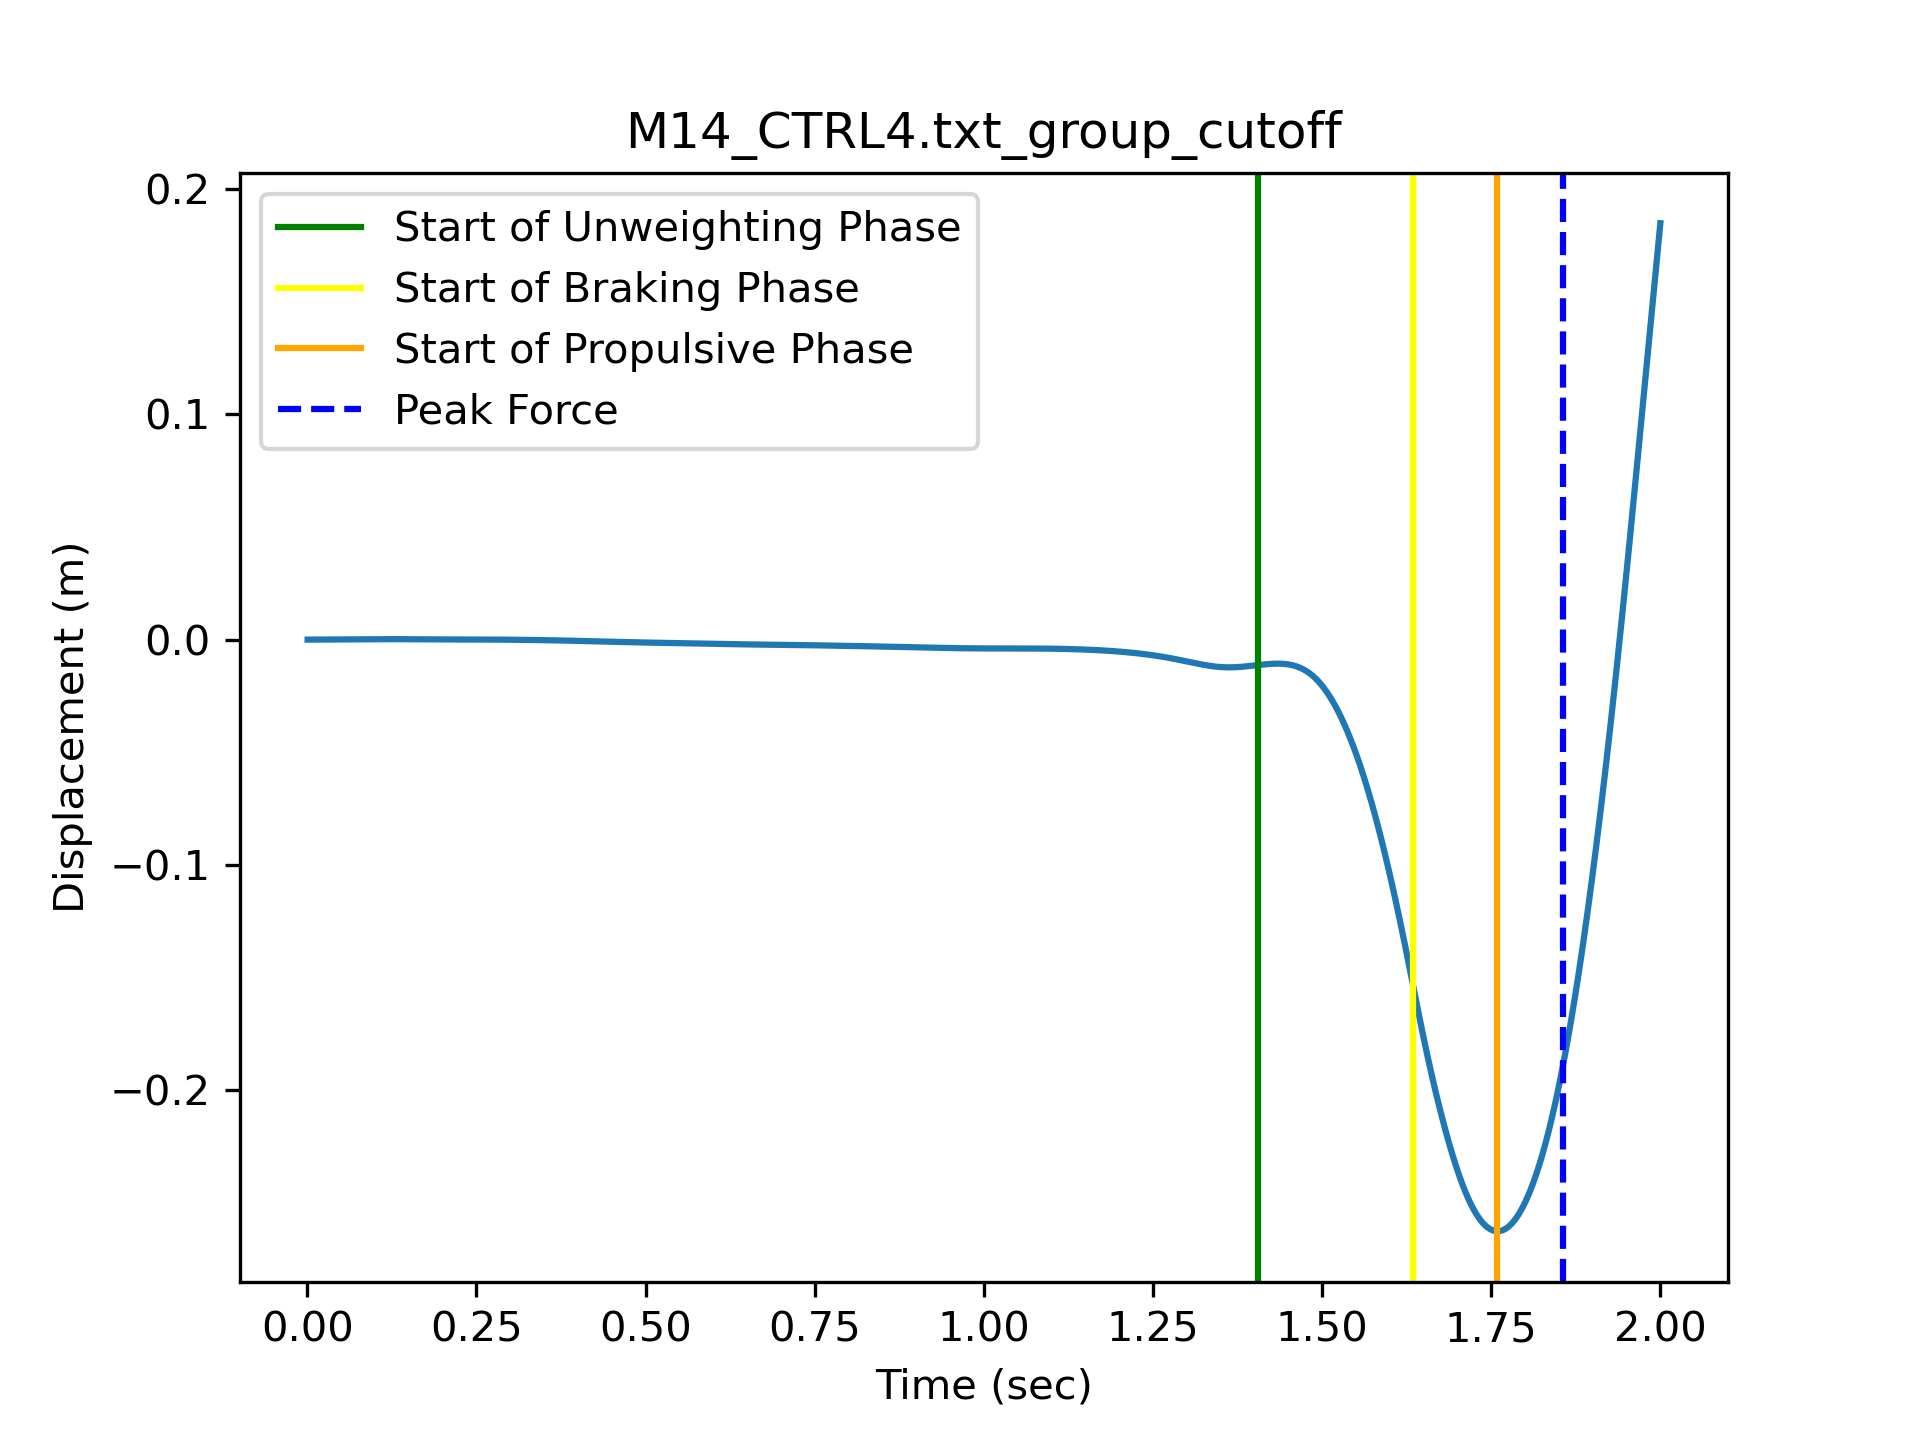 M14_CTRL4.txt_group_cutoff
0.2
0.1
0.0
−0.1
−0.2
Displacement (m)
Start of Unweighting Phase
Start of Braking Phase
Start of Propulsive Phase
Peak Force
0.00 0.25 0.50 0.75 1.00 1.25 1.50 1.75 2.00
Time (sec)